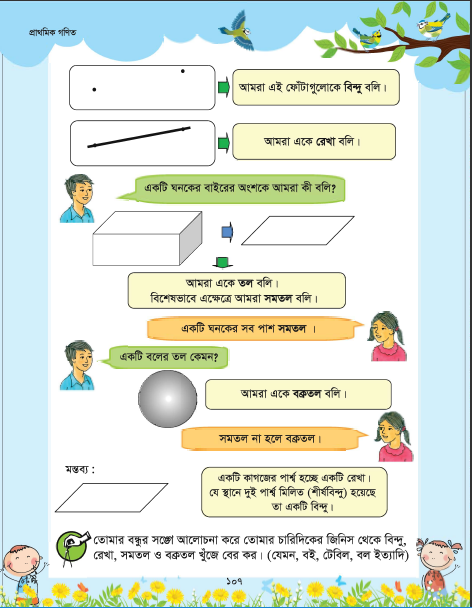 প্রাথমিক গণিত
আমরা এই ফোঁটাগুলোকে বিন্দু বলি।
আমরা একে রেখা বলি।
একটি ঘনকের বাইরের অংশকে আমরা কী বলি?
আমরা একে তল বলি।
বিশেষভাবে এক্ষেত্রে আমরা সমতল বলি।
একটি ঘনকের সব পাশ সমতল ।
একটি বলের তল কেমন?
আমরা একে বক্রতল বলি।
সমতল না হলে বক্রতল।
মন্তব্য :
একটি কাগজের পার্শ্ব হচ্ছে একটি রেখা।
যে স্থানে দুই পার্শ্ব মিলিত (শীর্ষবিন্দু) হয়েছে
তা একটি বিন্দু।
তোমার বন্ধুর সঙ্গে আলোচনা করে তোমার চারিদিকের জিনিস থেকে বিন্দু,
রেখা, সমতল ও বক্রতল খুঁজে বের কর। (যেমন, বই, টেবিল, বল ইত্যাদি)
১০৭